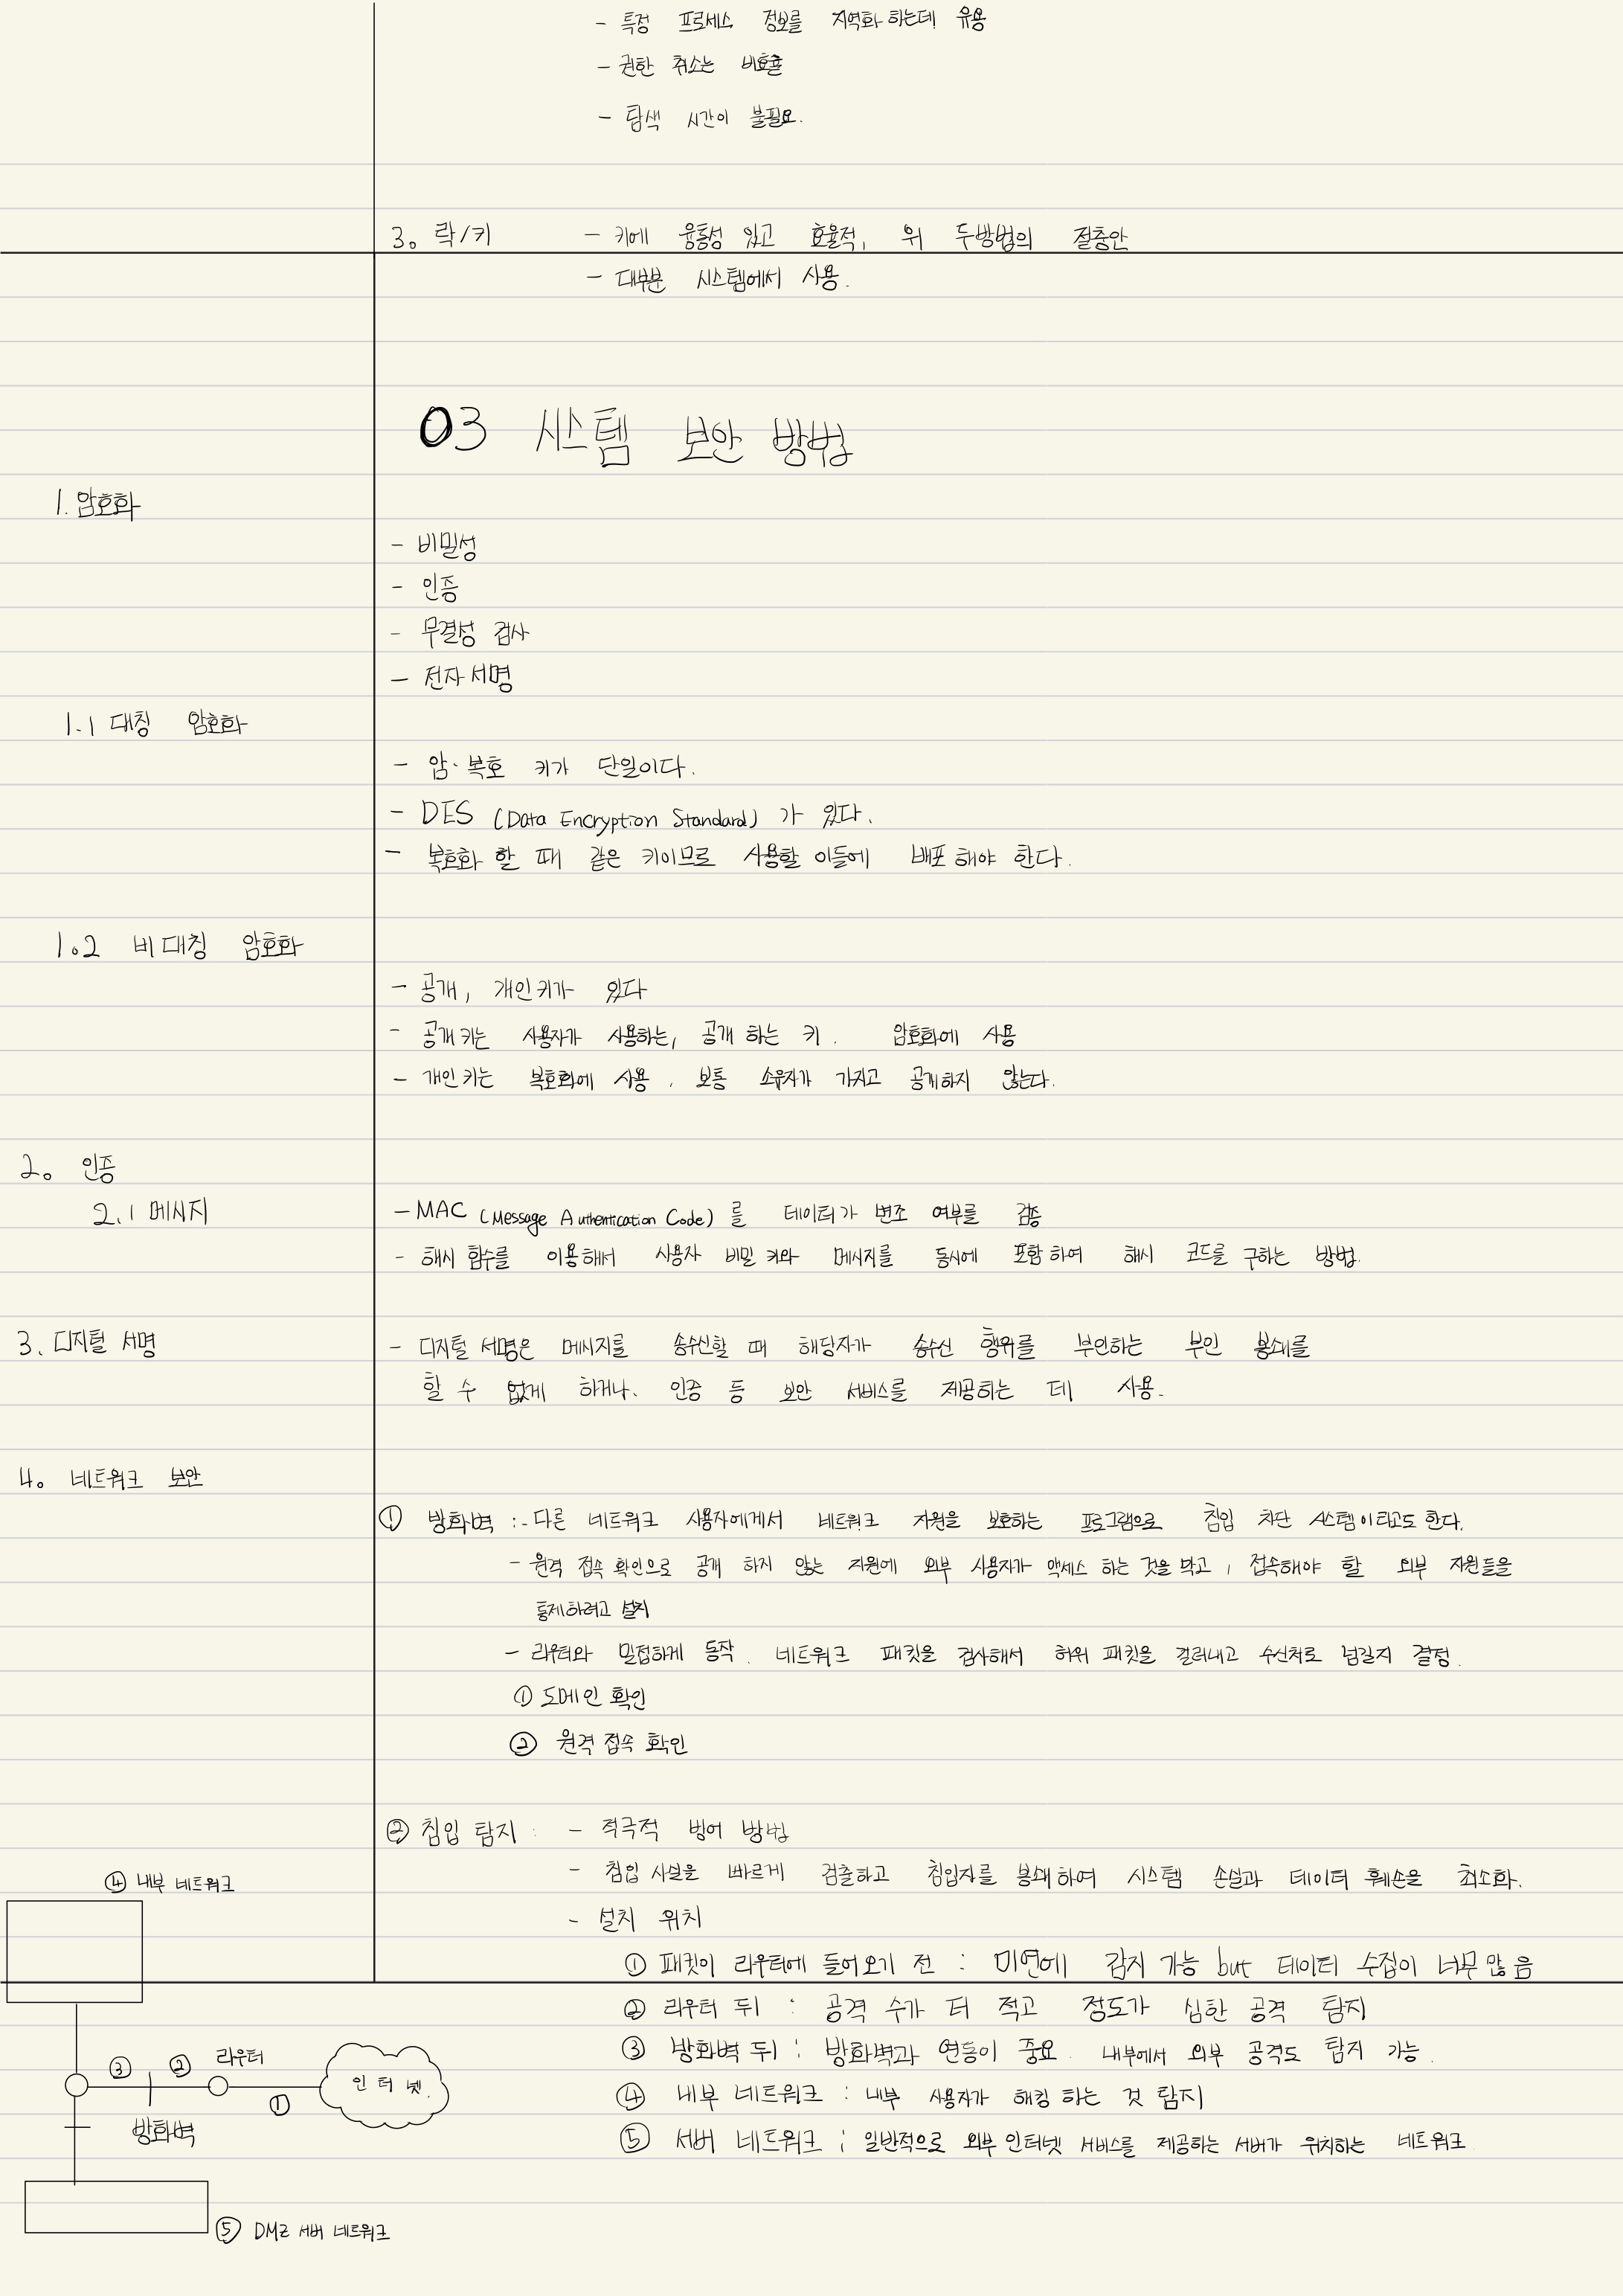 - 특정 프로세스 정보를 지역화 하는데 유용
- 권한 취소는 비효율
- 탐색 시간이 불필요.
3. 락/키 - 키에 융통성 있고 효율적, 위 두방법의 절충안
- 대부분 시스템에서 사용.
03 시스템 보안 방법
1. 암호화
- 비밀성
- 인증
- 무결성 검사
- 전자서명
1.1 대칭 암호화
- 암·복호 키가 단일이다.
- DES (Data Encryption Standard) 가 있다.
- 복호화 할 때 같은 키이므로 사용할 이들에 배포 해야 한다.
1.2 비대칭 암호화
- 공개, 개인키가 있다
- 공개키는 사용자가 사용하는, 공개 하는 키. 암호화에 사용
- 개인키는 복호화에 사용. 보통 소유자가 가지고 공개하지 않는다.
2. 인증
2.1 메시지
- MAC (Message Authentication Code) 를 데이터가 변조 여부를 검증
- 해시 함수를 이용해서 사용자 비밀 키와 메시지를 동시에 포함하여 해시 코드를 구하는 방법.
3. 디지털 서명
- 디지털 서명은 메시지를 송수신할 때 해당자가 송수신 행위를 부인하는 부인 봉쇄를
할 수 없게 하거나, 인증 등 보안 서비스를 제공하는 데 사용.
4. 네트워크 보안
① 방화벽 :- 다른 네트워크 사용자에게서 네트워크 자원을 보호하는 프로그램으로 침입 차단 시스템이라고도 한다.
- 원격 접속 확인으로 공개 하지 않는 자원에 외부 사용자가 액세스 하는 것을 막고, 접속해야 할 외부 자원들을
통제하려고 설치
- 라우터와 밀접하게 동작. 네트워크 패킷을 검사해서 허위 패킷을 걸러내고 수신처로 넘길지 결정.
① 도메인 확인
② 원격 접속 확인
② 침입 탐지 : - 적극적 방어 방법
- 침입 사실을 빠르게 검출하고 침입자를 봉쇄하여 시스템 손실과 데이터 훼손을 최소화.
- 설치 위치
① 패킷이 라우터에 들어오기 전 : 미연에 감지 가능 but 데이터 수집이 너무 많음
② 라우터 뒤 : 공격 수가 더 적고 정도가 심한 공격 탐지
③ 방화벽 뒤 : 방화벽과 연동이 중요. 내부에서 외부 공격도 탐지 가능.
④ 내부 네트워크 : 내부 사용자가 해킹 하는 것 탐지
⑤ 서버 네트워크 : 일반적으로 외부 인터넷 서비스를 제공하는 서버가 위치하는 네트워크
④ 내부 네트워크
③ ② 라우터
① 인터넷.
방화벽
⑤ DMZ 서버 네트워크